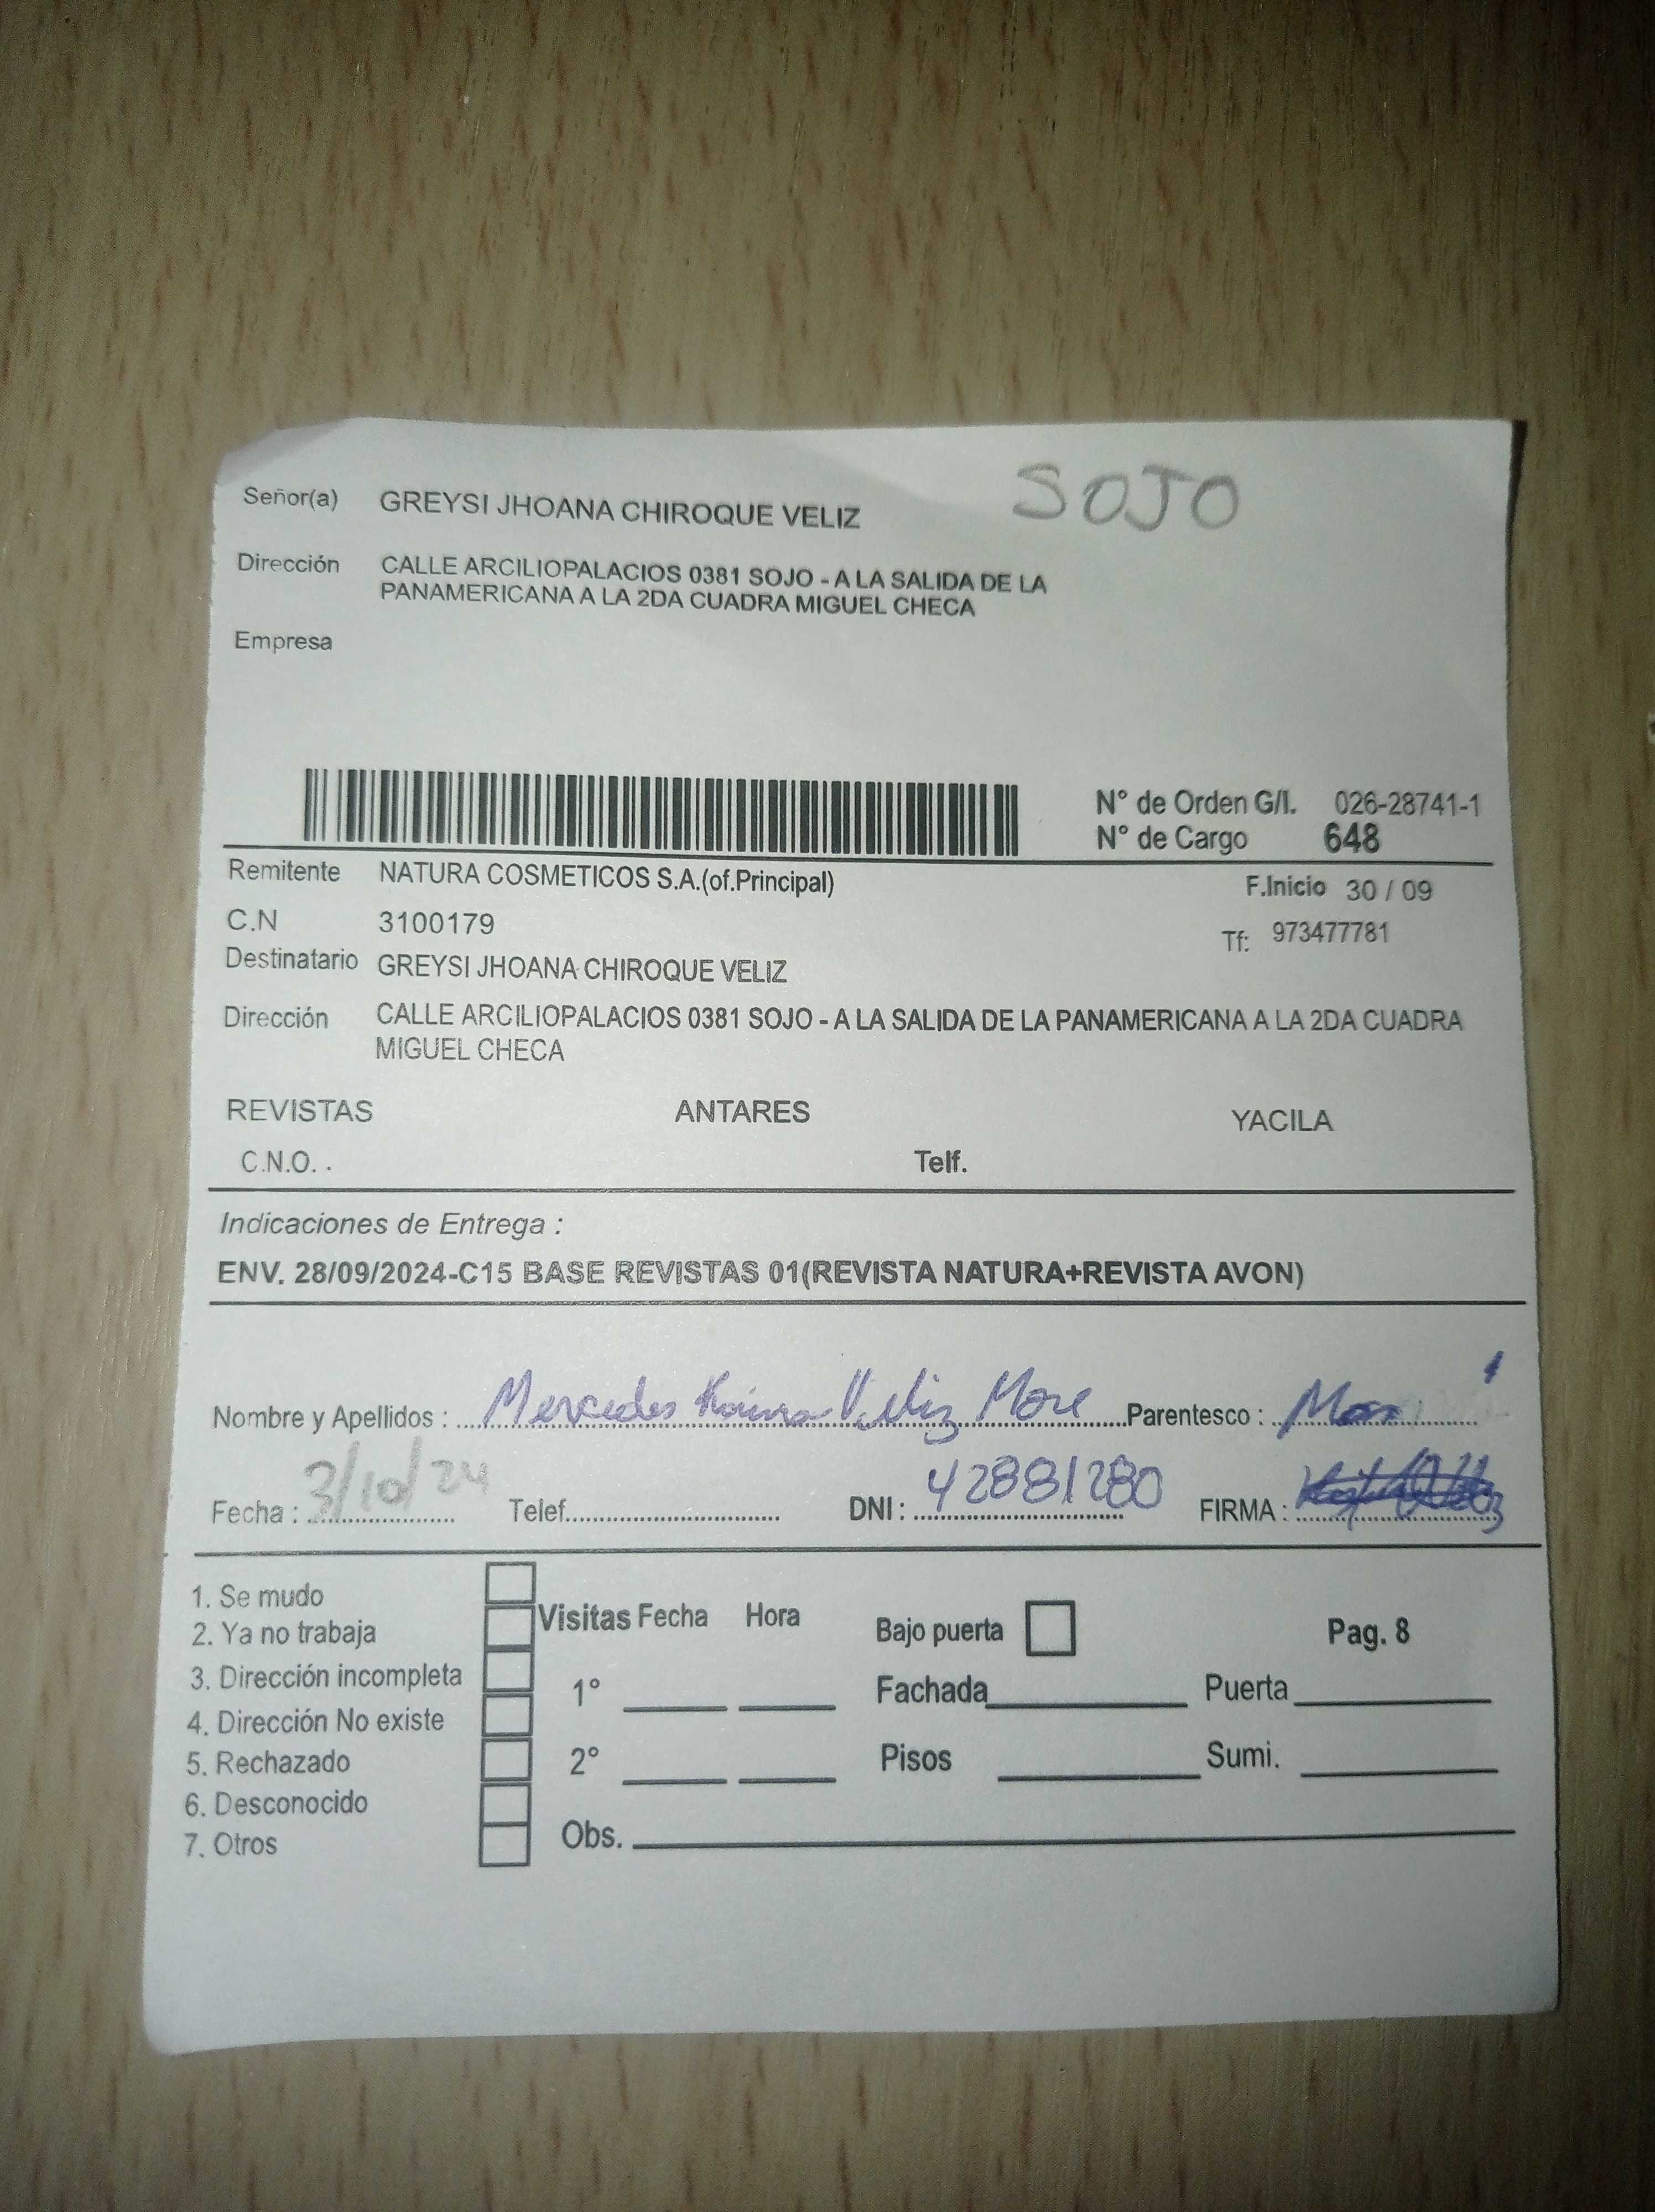 SOJO
Señor(a) GREYSI JHOANA CHIROQUE VELIZ
Dirección CALLE ARCILIOPALACIOS 0381 SOJO - A LA SALIDA DE LA
PANAMERICANA A LA 2DA CUADRA MIGUEL CHECA
Empresa
N° de Orden G/I. 026-28741-1
N° de Cargo 648
Remitente NATURA COSMETICOS S.A.(of.Principal)
F.Inicio 30 / 09
C.N 3100179
Tf: 973477781
Destinatario GREYSI JHOANA CHIROQUE VELIZ
Dirección CALLE ARCILIOPALACIOS 0381 SOJO - A LA SALIDA DE LA PANAMERICANA A LA 2DA CUADRA
MIGUEL CHECA
REVISTAS ANTARES YACILA
C.N.O. . Telf.
Indicaciones de Entrega :
ENV. 28/09/2024-C15 BASE REVISTAS 01(REVISTA NATURA+REVISTA AVON)
Nombre y Apellidos : Mercedes Veliz More Parentesco :
Fecha : 3/10/24 Telef. DNI : 42881280 FIRMA :
1. Se mudo
2. Ya no trabaja
3. Dirección incompleta
4. Dirección No existe
5. Rechazado
6. Desconocido
7. Otros
Visitas Fecha Hora
1°
2°
Obs.
Bajo puerta Pag. 8
Fachada Puerta
Pisos Sumi.